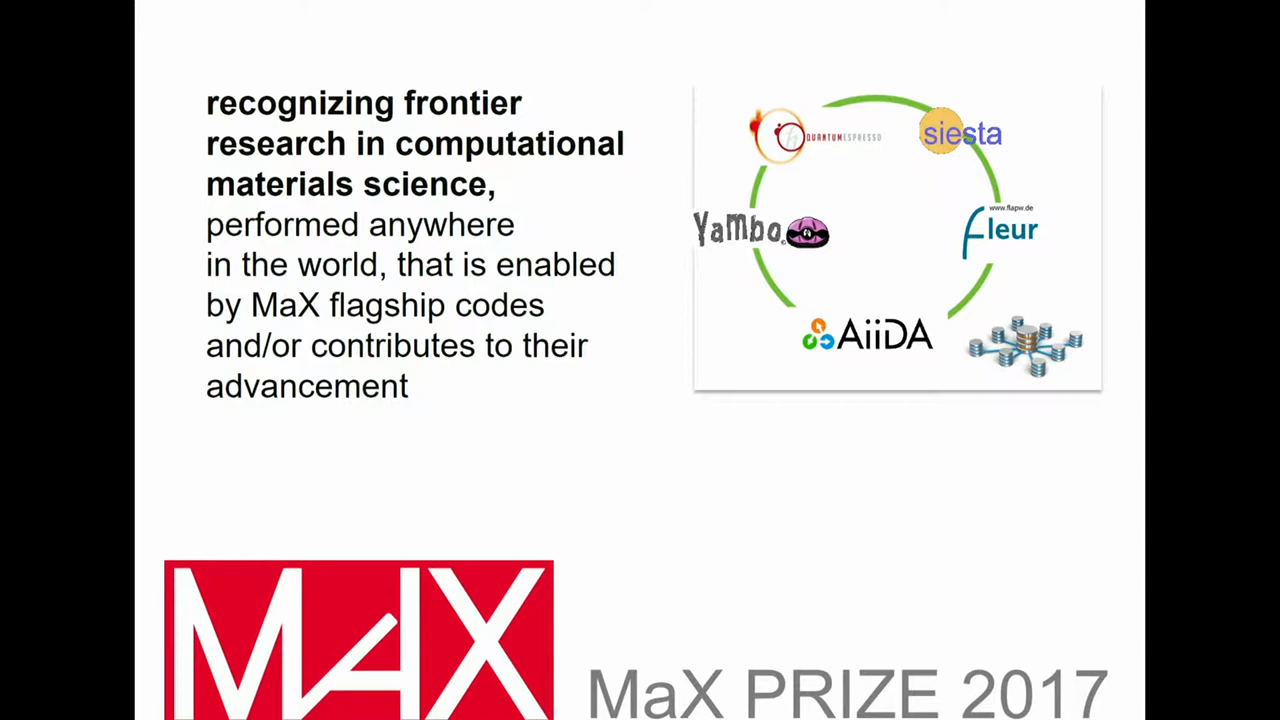 recognizing frontier
research in computational
materials science,
performed anywhere
in the world, that is enabled
by MaX flagship codes
and/or contributes to their
advancement
QUANTUMESPRESSO
siesta
Yambo
www.flapw.de
fleur
AiiDA
MAX
MaX PRIZE 2017